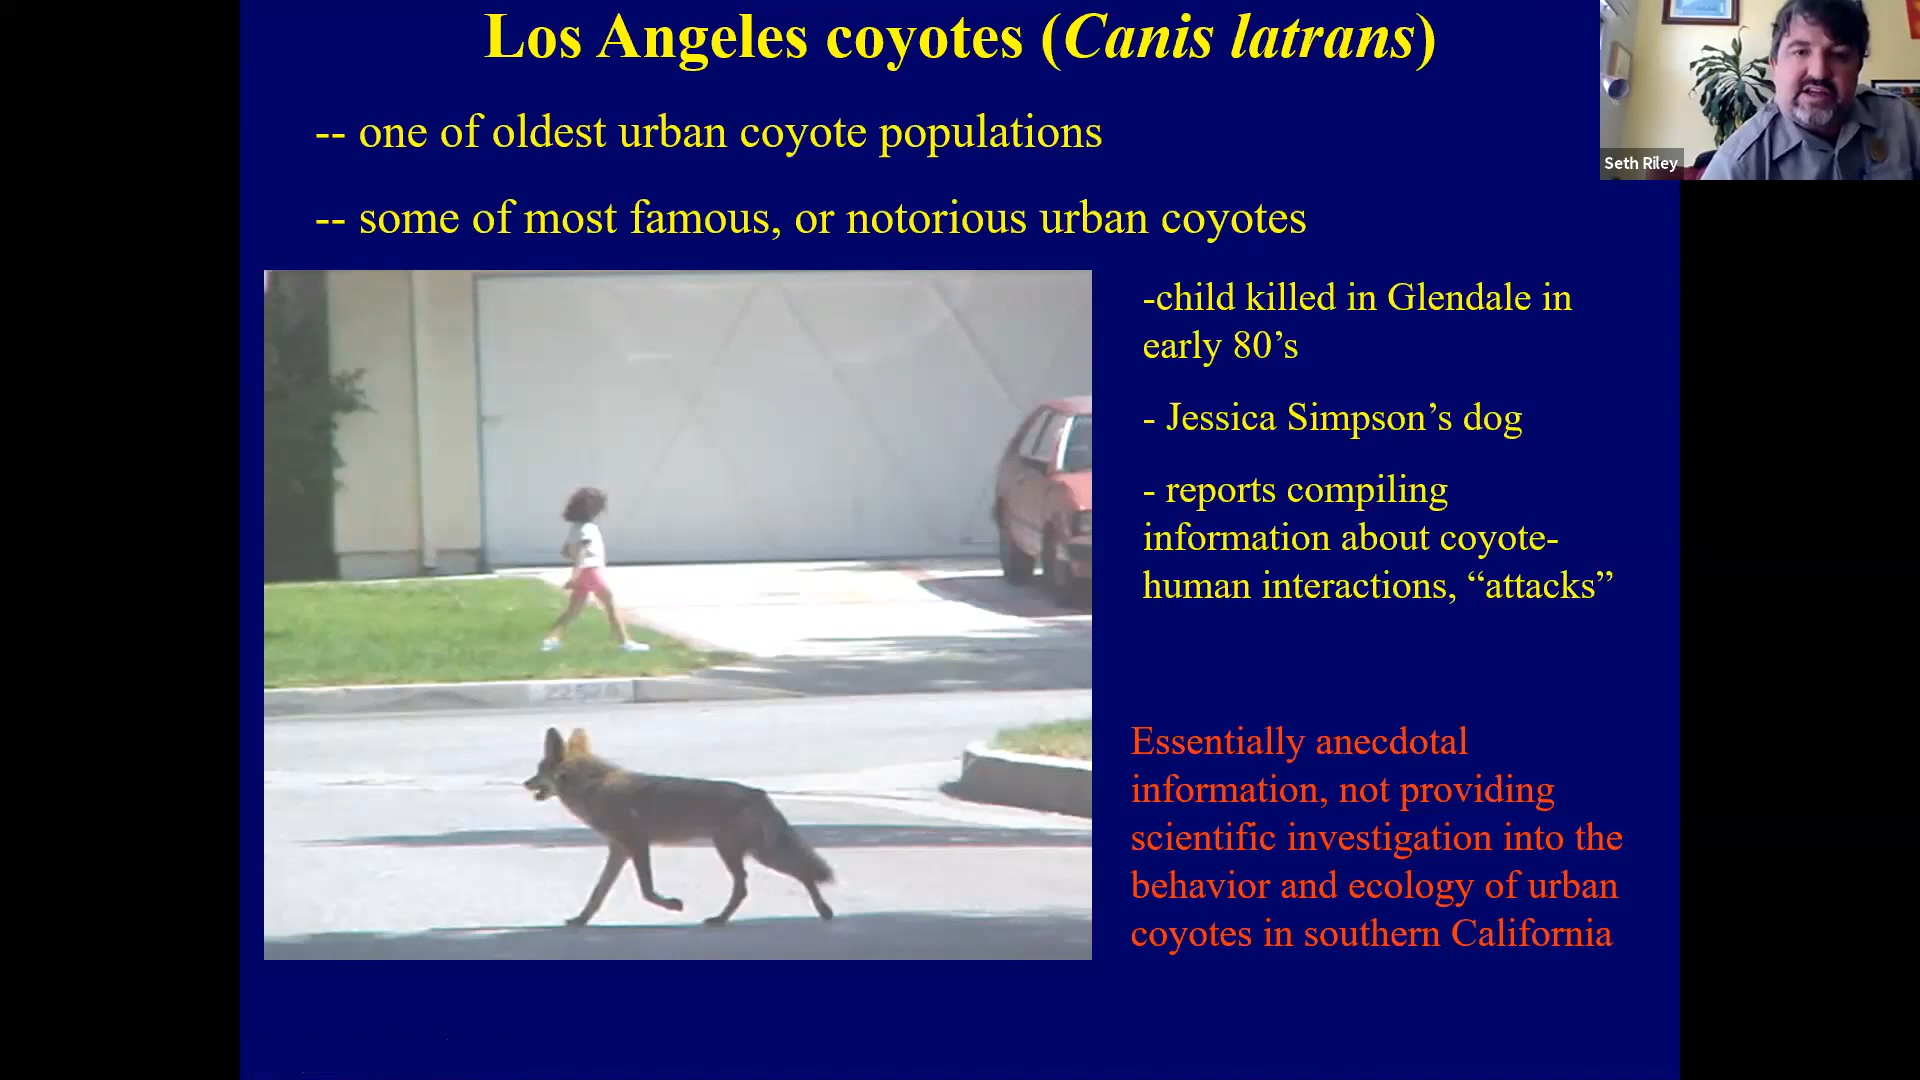 Los Angeles coyotes (Canis latrans)
Seth Riley
-- one of oldest urban coyote populations
-- some of most famous, or notorious urban coyotes
-child killed in Glendale in
early 80’s
- Jessica Simpson’s dog
- reports compiling
information about coyote-
human interactions, “attacks”
Essentially anecdotal
information, not providing
scientific investigation into the
behavior and ecology of urban
coyotes in southern California